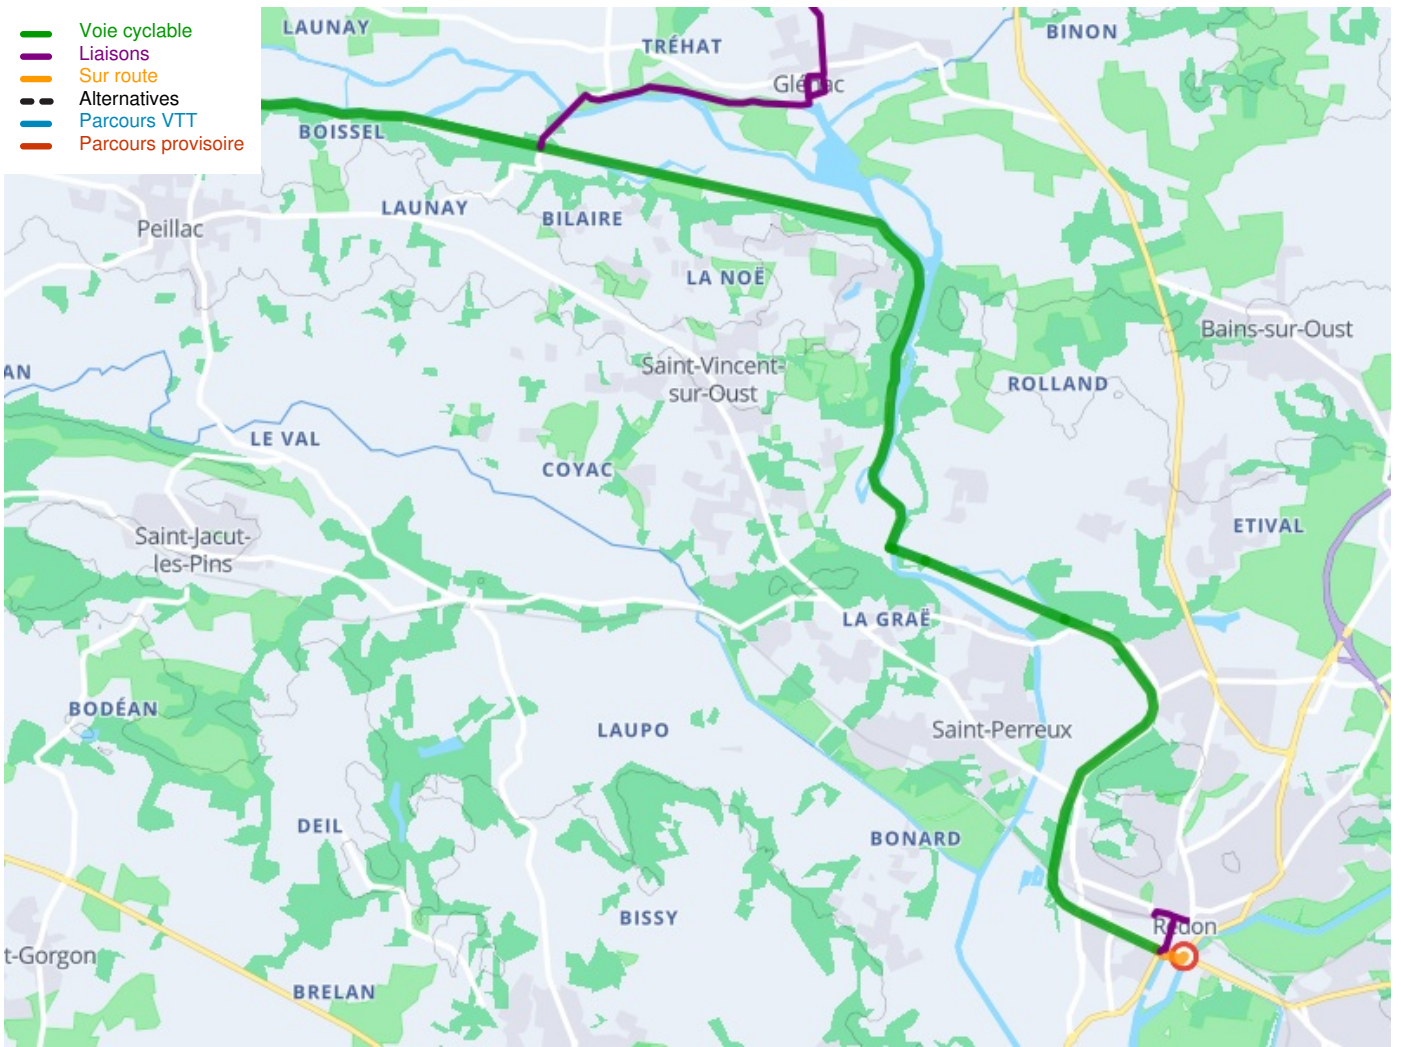 Voie cyclable
Liaisons
Sur route
Alternatives
Parcours VTT
Parcours provisoire
LAUNAY
TRÉHAT
BINON
Glénac
BOISSEL
LAUNAY
BILAIRE
Peillac
LA NOË
Bains-sur-Oust
Saint-Vincent-
sur-Oust
AN
ROLLAND
LE VAL
COYAC
ETIVAL
Saint-Jacut-
les-Pins
LA GRAË
BODÉAN
LAUPO
Saint-Perreux
DEIL
BONARD
BISSY
Redon
t-Gorgon
BRELAN